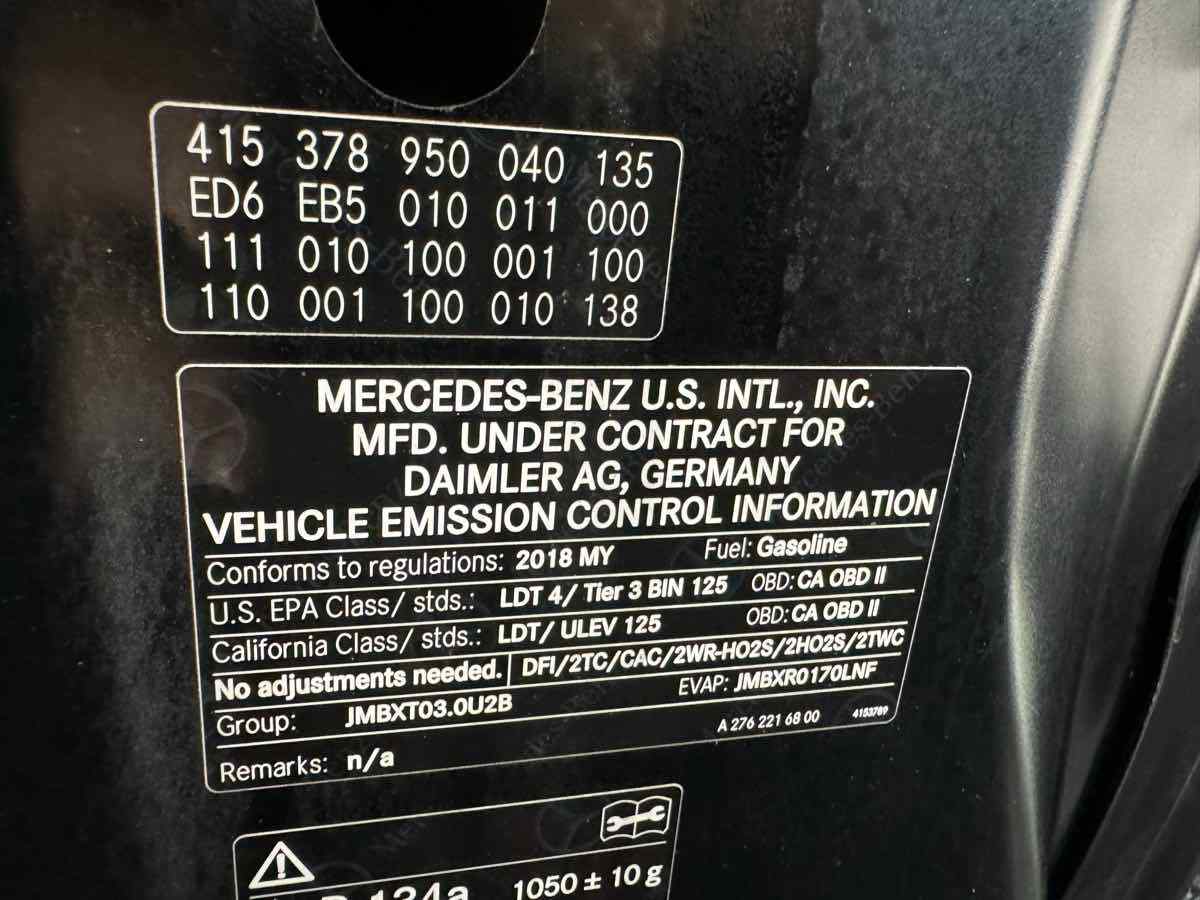 415 378 950 040 135
ED6 EB5 010 011 000
111 010 100 001 100
110 001 100 010 138
MERCEDES-BENZ U.S. INTL., INC.
MFD. UNDER CONTRACT FOR
DAIMLER AG, GERMANY
VEHICLE EMISSION CONTROL INFORMATION
Conforms to regulations: 2018 MY Fuel: Gasoline
U.S. EPA Class/ stds.: LDT 4/ Tier 3 BIN 125 OBD: CA OBD II
California Class/ stds.: LDT/ ULEV 125 OBD: CA OBD II
No adjustments needed. DFI/2TC/CAC/2WR-HO2S/2HO2S/2TWC
Group: JMBXT03.0U2B EVAP: JMBXR0170LNF
Remarks: n/a A 276 221 68 00 4153789
R-134a 1050 ± 10 g